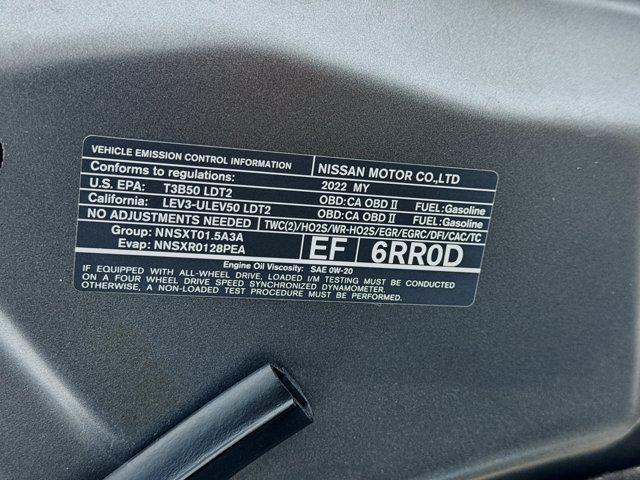 VEHICLE EMISSION CONTROL INFORMATION NISSAN MOTOR CO.,LTD
Conforms to regulations: 2022 MY
U.S. EPA: T3B50 LDT2 OBD:CA OBD II FUEL:Gasoline
California: LEV3-ULEV50 LDT2 OBD:CA OBD II FUEL:Gasoline
NO ADJUSTMENTS NEEDED TWC(2)/HO2S/WR-HO2S/EGR/EGRC/DFI/CAC/TC
Group: NNSXT01.5A3A
Evap: NNSXR0128PEA
EF 6RR0D
Engine Oil Viscosity: SAE 0W-20
IF EQUIPPED WITH ALL-WHEEL DRIVE, LOADED I/M TESTING MUST BE CONDUCTED
ON A FOUR WHEEL DRIVE SPEED SYNCHRONIZED DYNAMOMETER.
OTHERWISE, A NON-LOADED TEST PROCEDURE MUST BE PERFORMED.